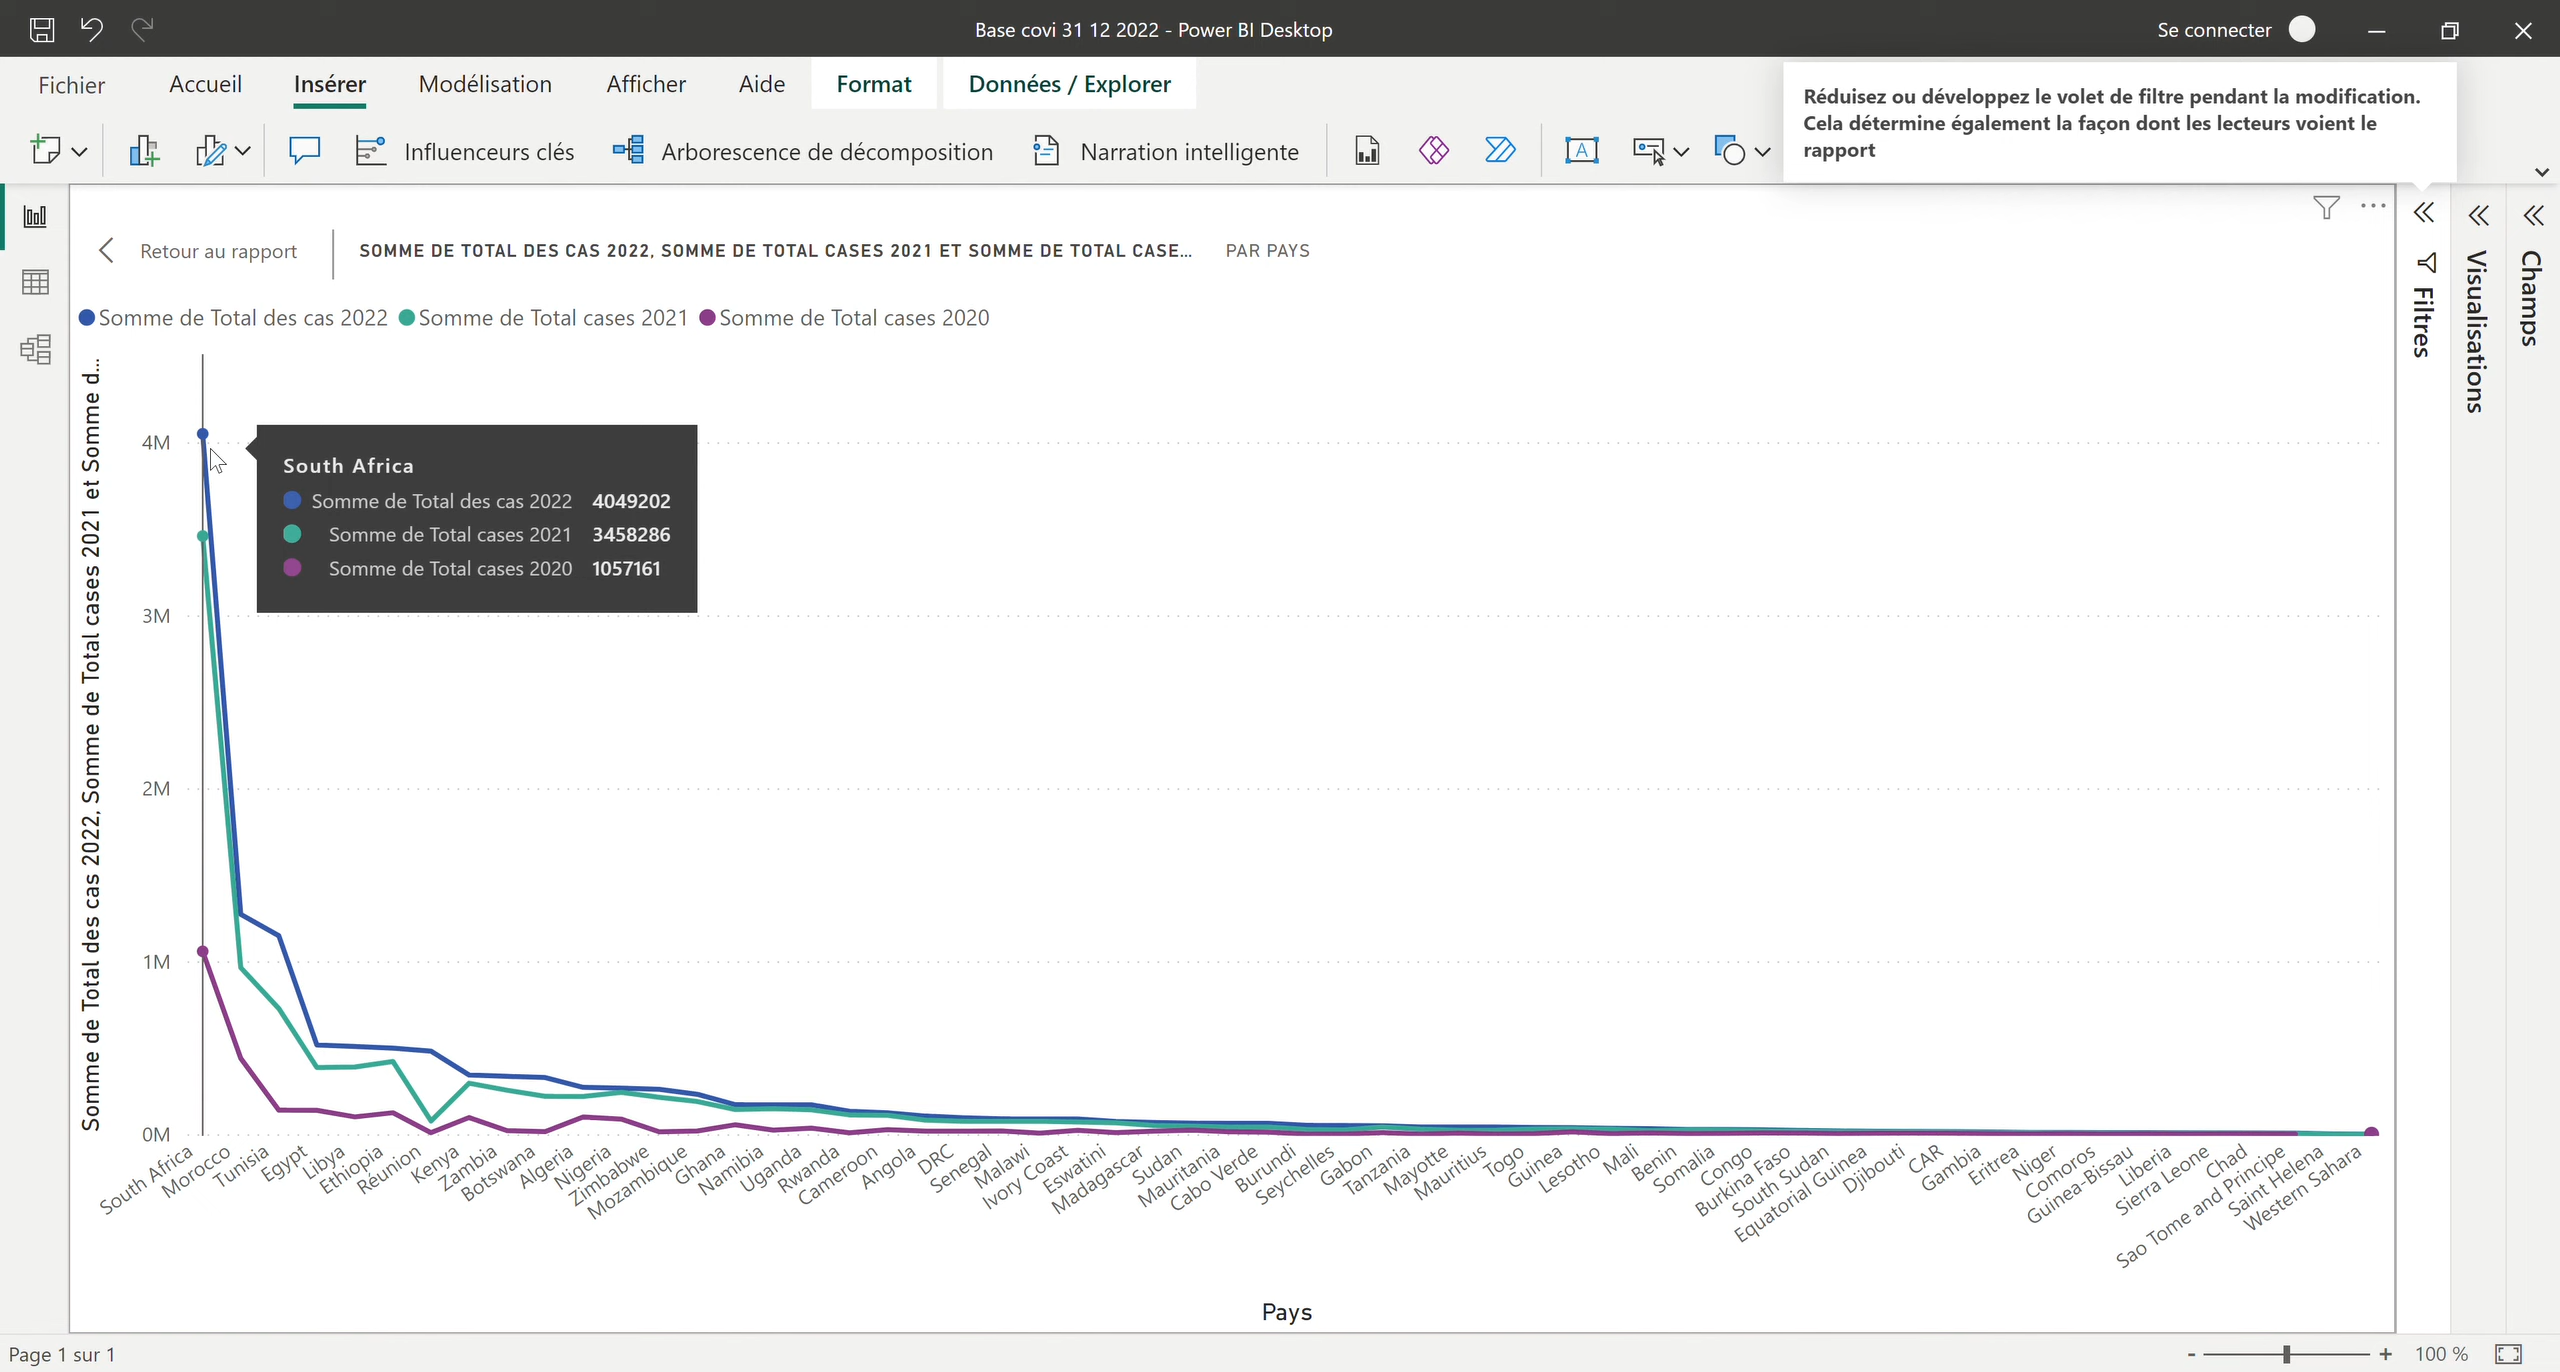 Base covi 31 12 2022 - Power BI Desktop
Se connecter
Fichier Accueil Insérer Modélisation Afficher Aide Format Données / Explorer
Réduisez ou développez le volet de filtre pendant la modification.
Cela détermine également la façon dont les lecteurs voient le
rapport
Influenceurs clés Arborescence de décomposition Narration intelligente
Retour au rapport
SOMME DE TOTAL DES CAS 2022, SOMME DE TOTAL CASES 2021 ET SOMME DE TOTAL CASE... PAR PAYS
Somme de Total des cas 2022 Somme de Total cases 2021 Somme de Total cases 2020
Somme de Total des cas 2022, Somme de Total cases 2021 et Somme d...
4M
3M
2M
1M
0M
South Africa
Somme de Total des cas 2022 4049202
Somme de Total cases 2021 3458286
Somme de Total cases 2020 1057161
South Africa
Morocco
Tunisia
Egypt
Libya
Ethiopia
Réunion
Kenya
Zambia
Botswana
Algeria
Nigeria
Zimbabwe
Mozambique
Ghana
Namibia
Uganda
Rwanda
Cameroon
Angola
DRC
Senegal
Malawi
Ivory Coast
Eswatini
Madagascar
Sudan
Mauritania
Cabo Verde
Burundi
Seychelles
Gabon
Tanzania
Mayotte
Mauritius
Togo
Guinea
Lesotho
Mali
Benin
Somalia
Congo
Burkina Faso
South Sudan
Equatorial Guinea
Djibouti
CAR
Gambia
Eritrea
Niger
Comoros
Guinea-Bissau
Liberia
Sierra Leone
Chad
Sao Tome and Principe
Saint Helena
Western Sahara
Pays
Filtres
Visualisations
Champs
Page 1 sur 1
- + 100 %